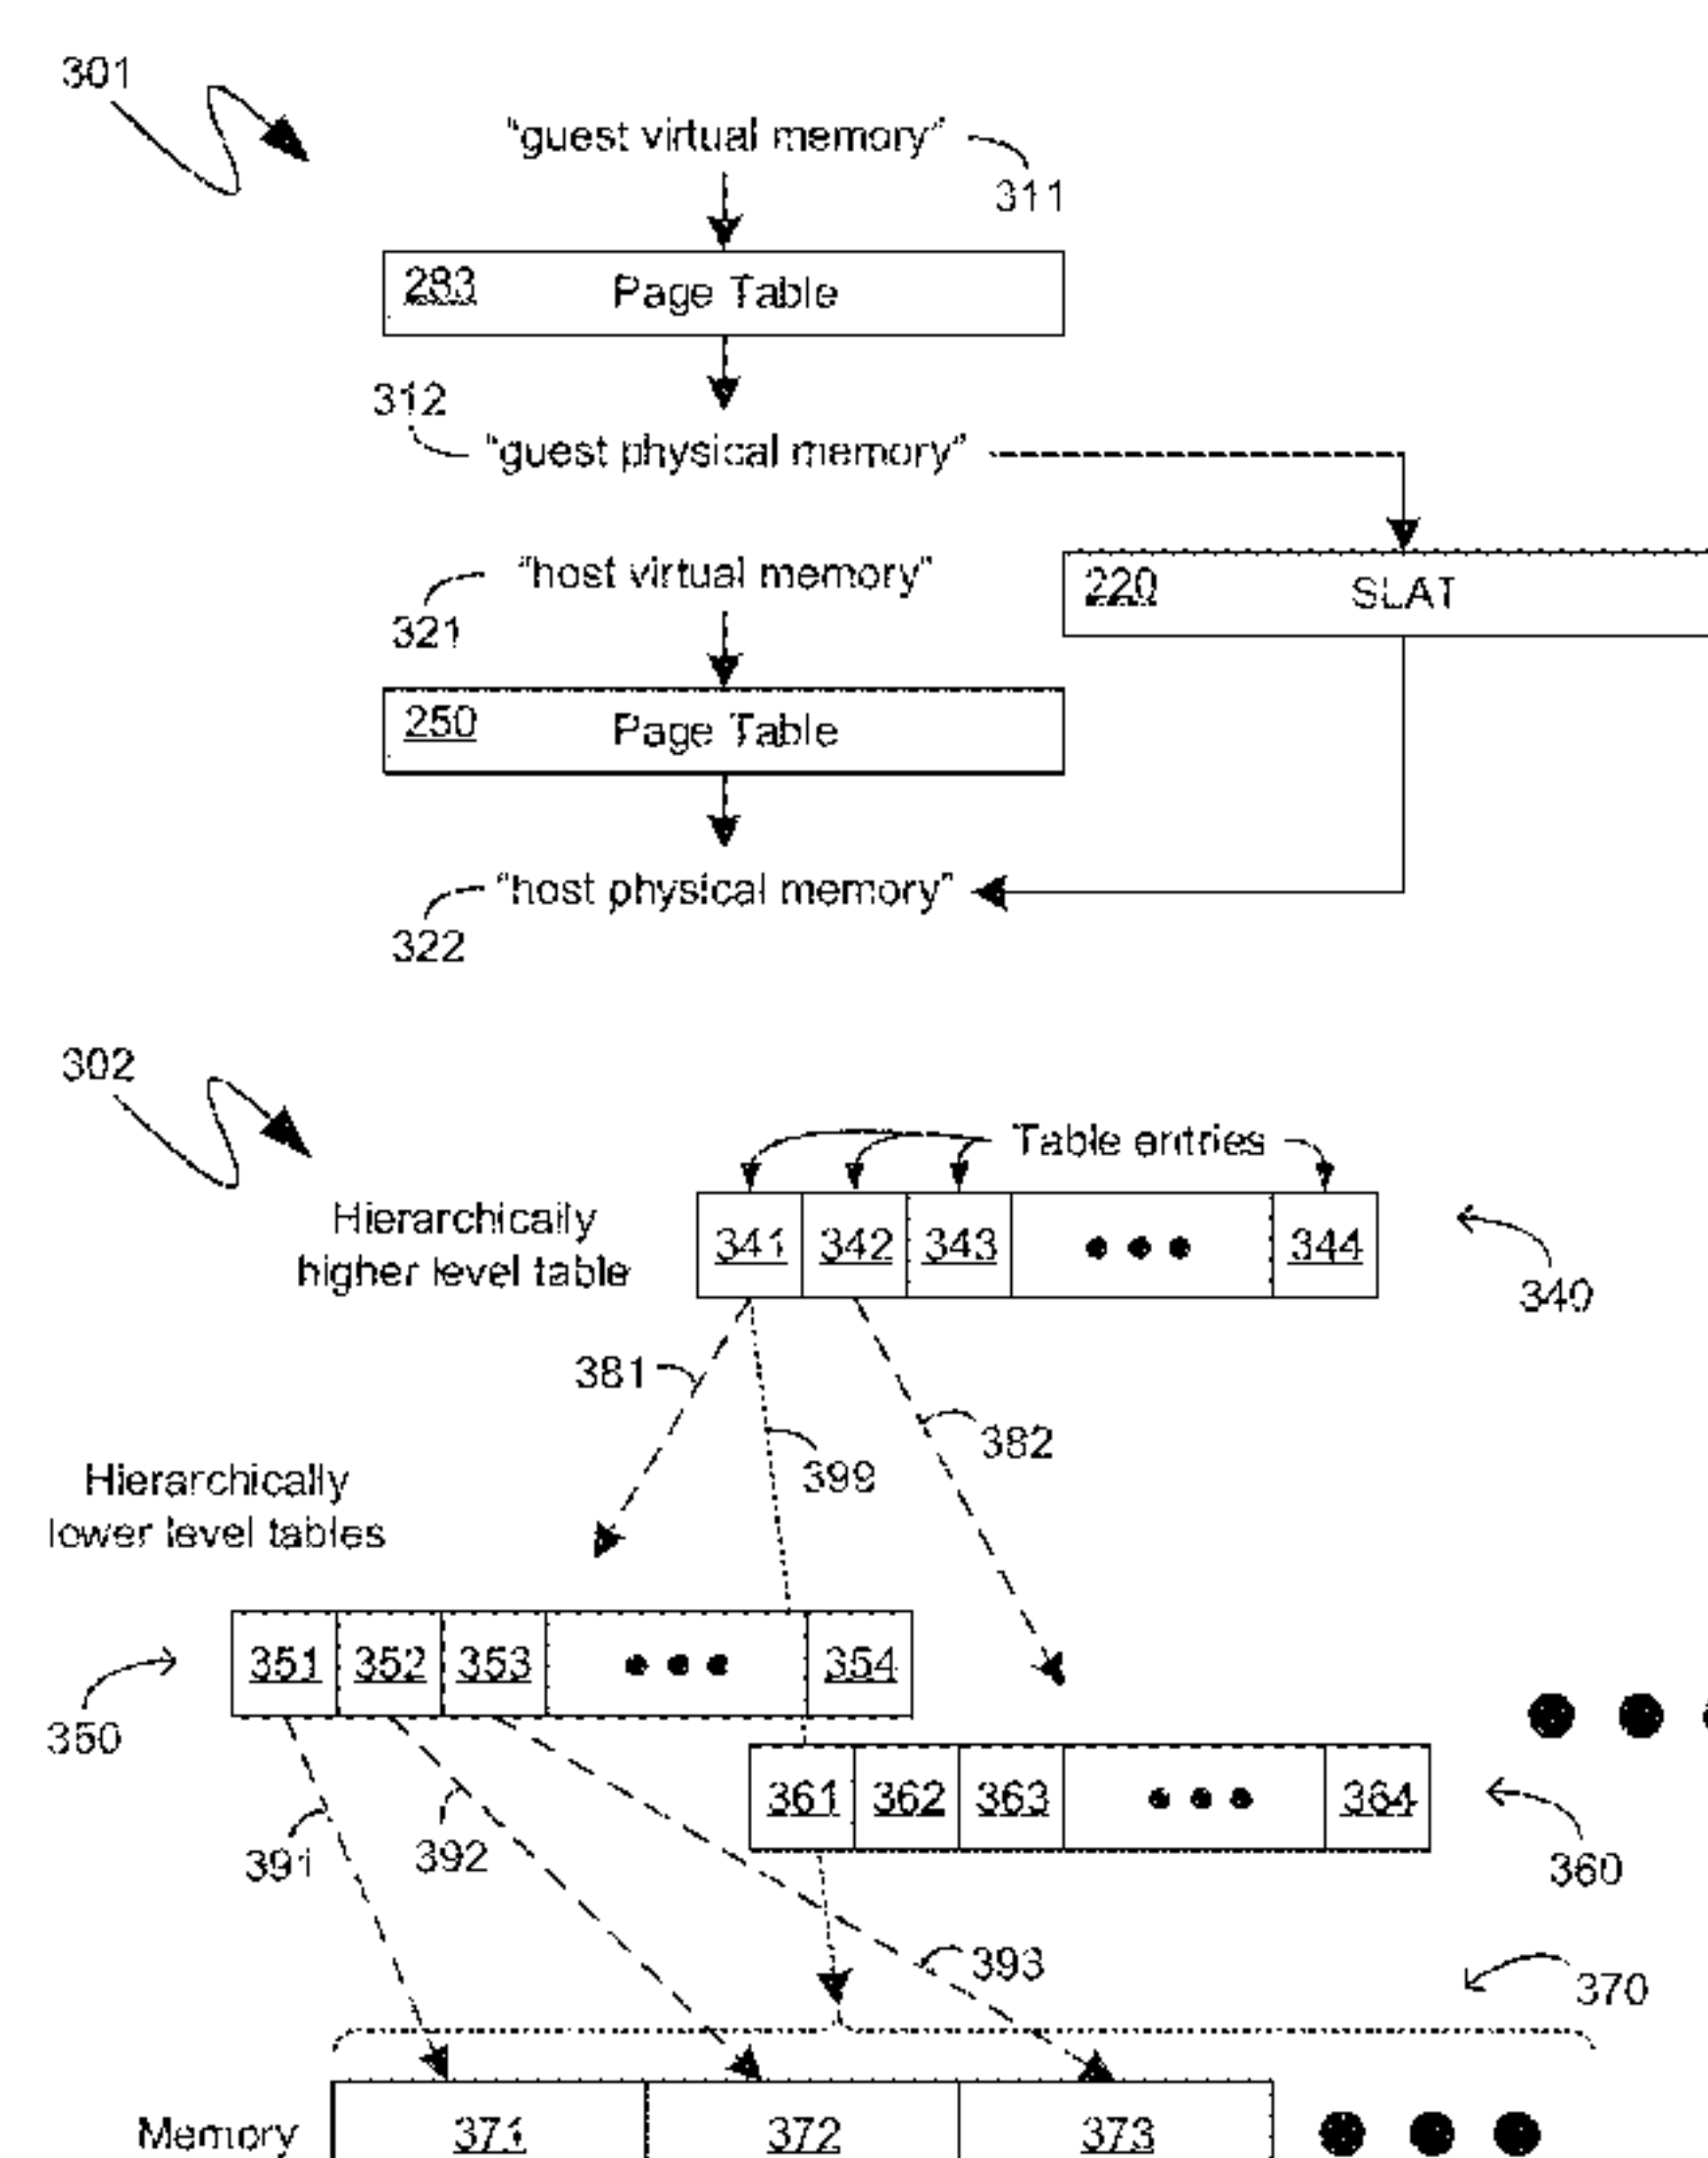 301
"guest virtual memory"
311
283 Page Table
312
"guest physical memory"
"host virtual memory"
321
220 SLAT
250 Page Table
"host physical memory"
322
302
Table entries
Hierarchically
higher level table
341 342 343 344
340
381
382
399
Hierarchically
lower level tables
351 352 353 354
350
361 362 363 364
391
392
360
393
370
Memory 371 372 373